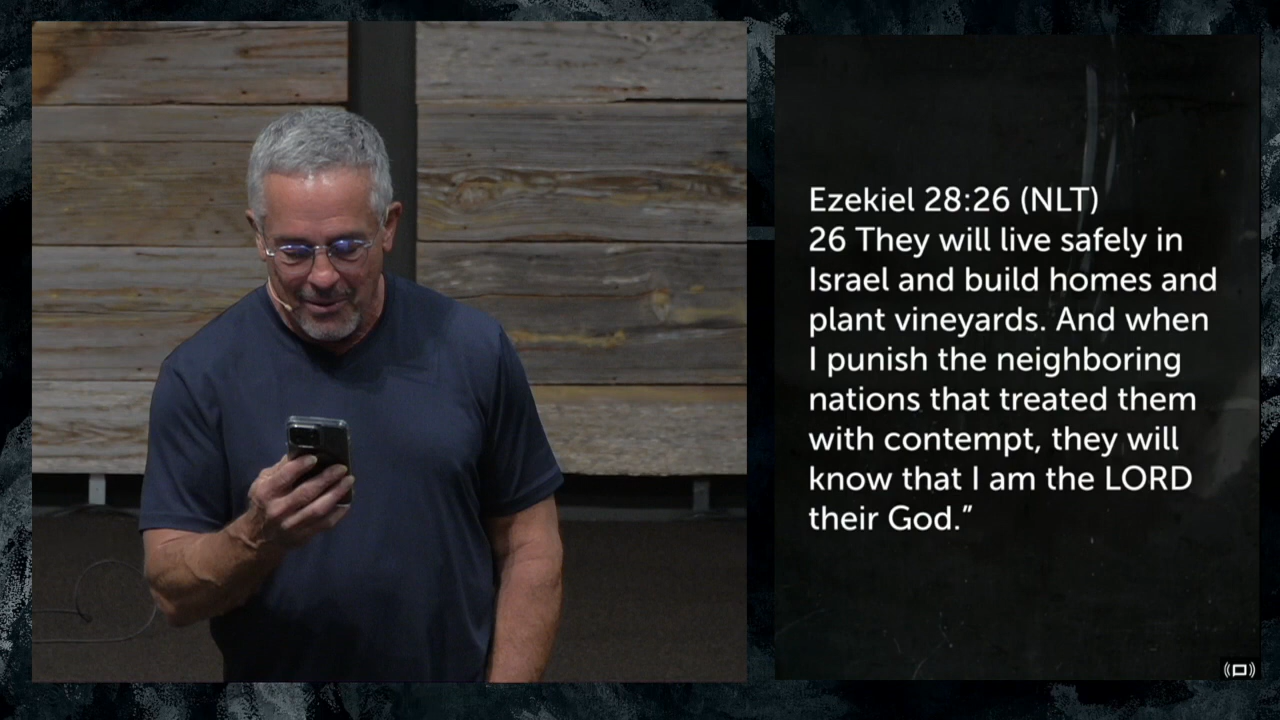 Ezekiel 28:26 (NLT)
26 They will live safely in
Israel and build homes and
plant vineyards. And when
I punish the neighboring
nations that treated them
with contempt, they will
know that I am the LORD
their God.”